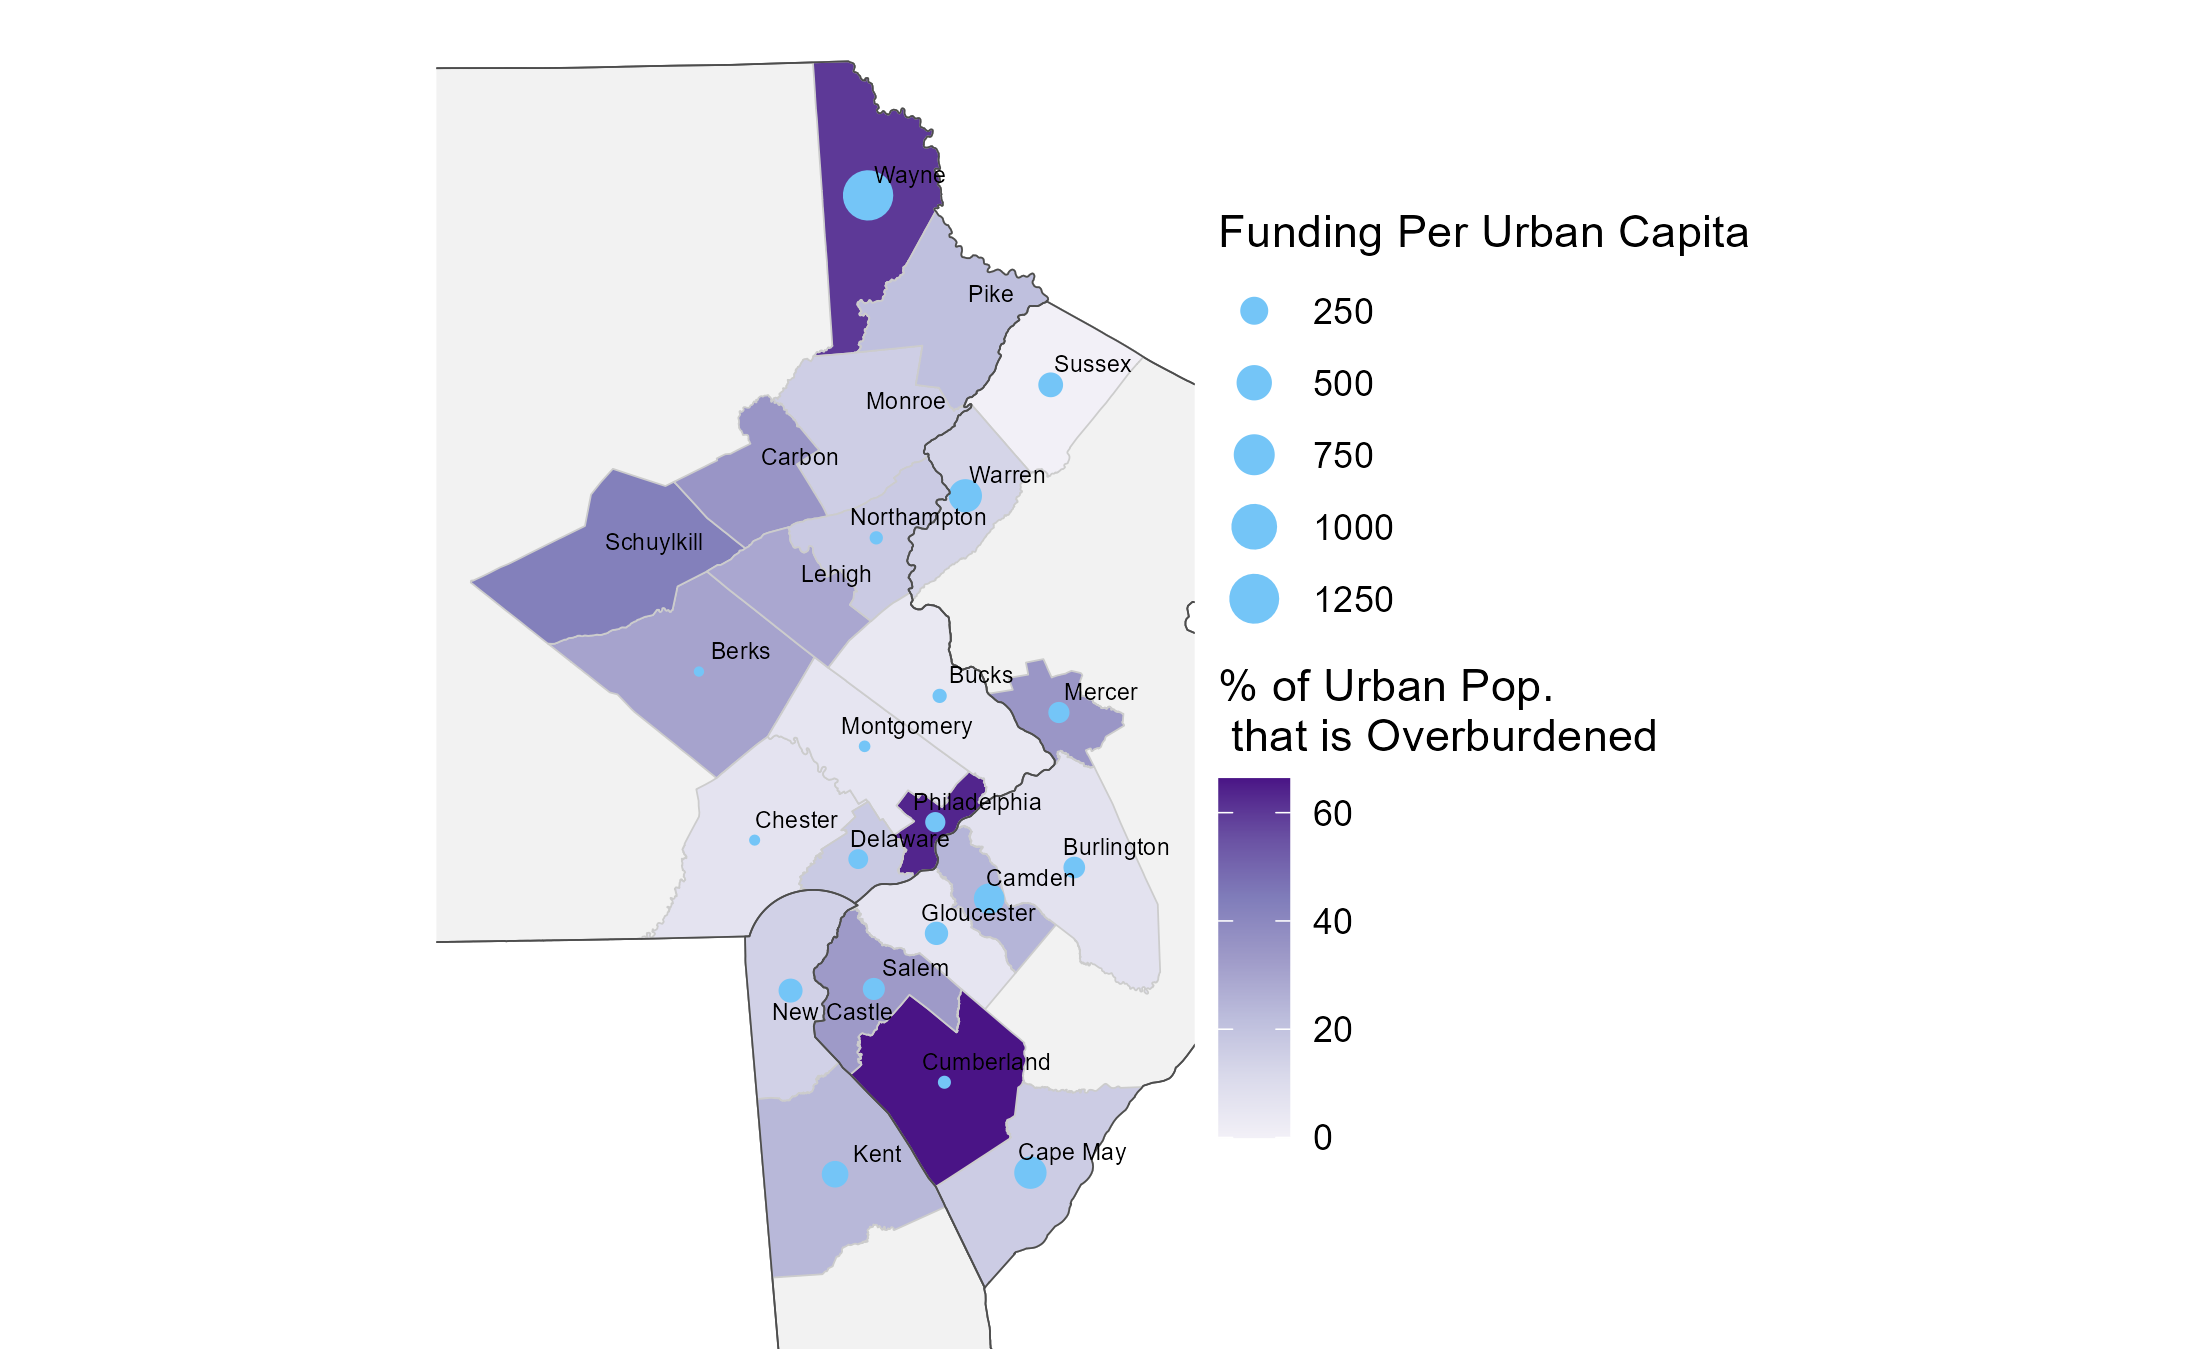 Wayne
Pike
Sussex
Monroe
Carbon
Warren
Northampton
Schuylkill
Lehigh
Berks
Bucks
Mercer
Montgomery
Philadelphia
Chester
Delaware
Burlington
Camden
Gloucester
Salem
New Castle
Cumberland
Kent
Cape May
Funding Per Urban Capita
250
500
750
1000
1250
% of Urban Pop.
that is Overburdened
60
40
20
0